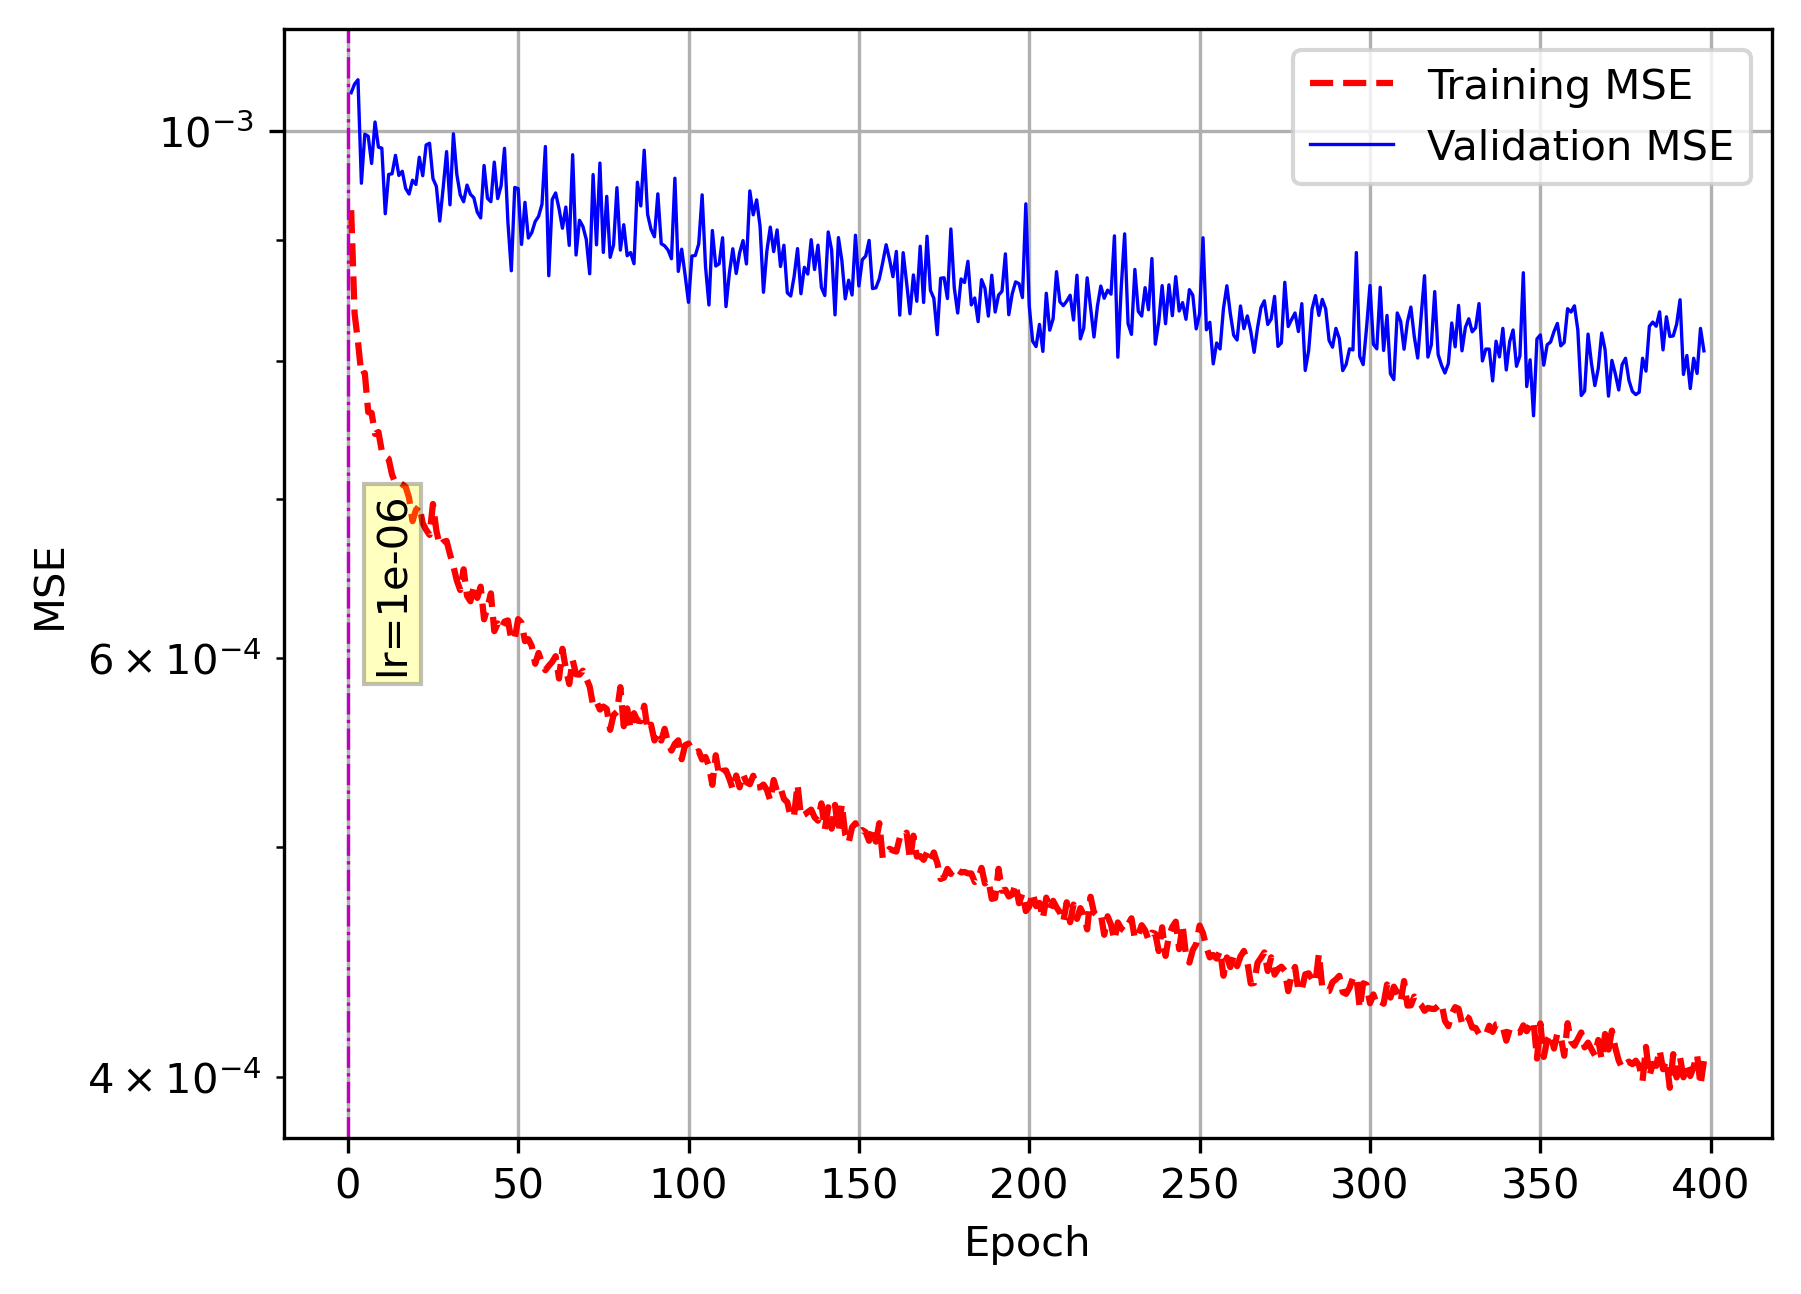 Training MSE
Validation MSE
10⁻³
6×10⁻⁴
4×10⁻⁴
MSE
lr=1e-06
0 50 100 150 200 250 300 350 400
Epoch